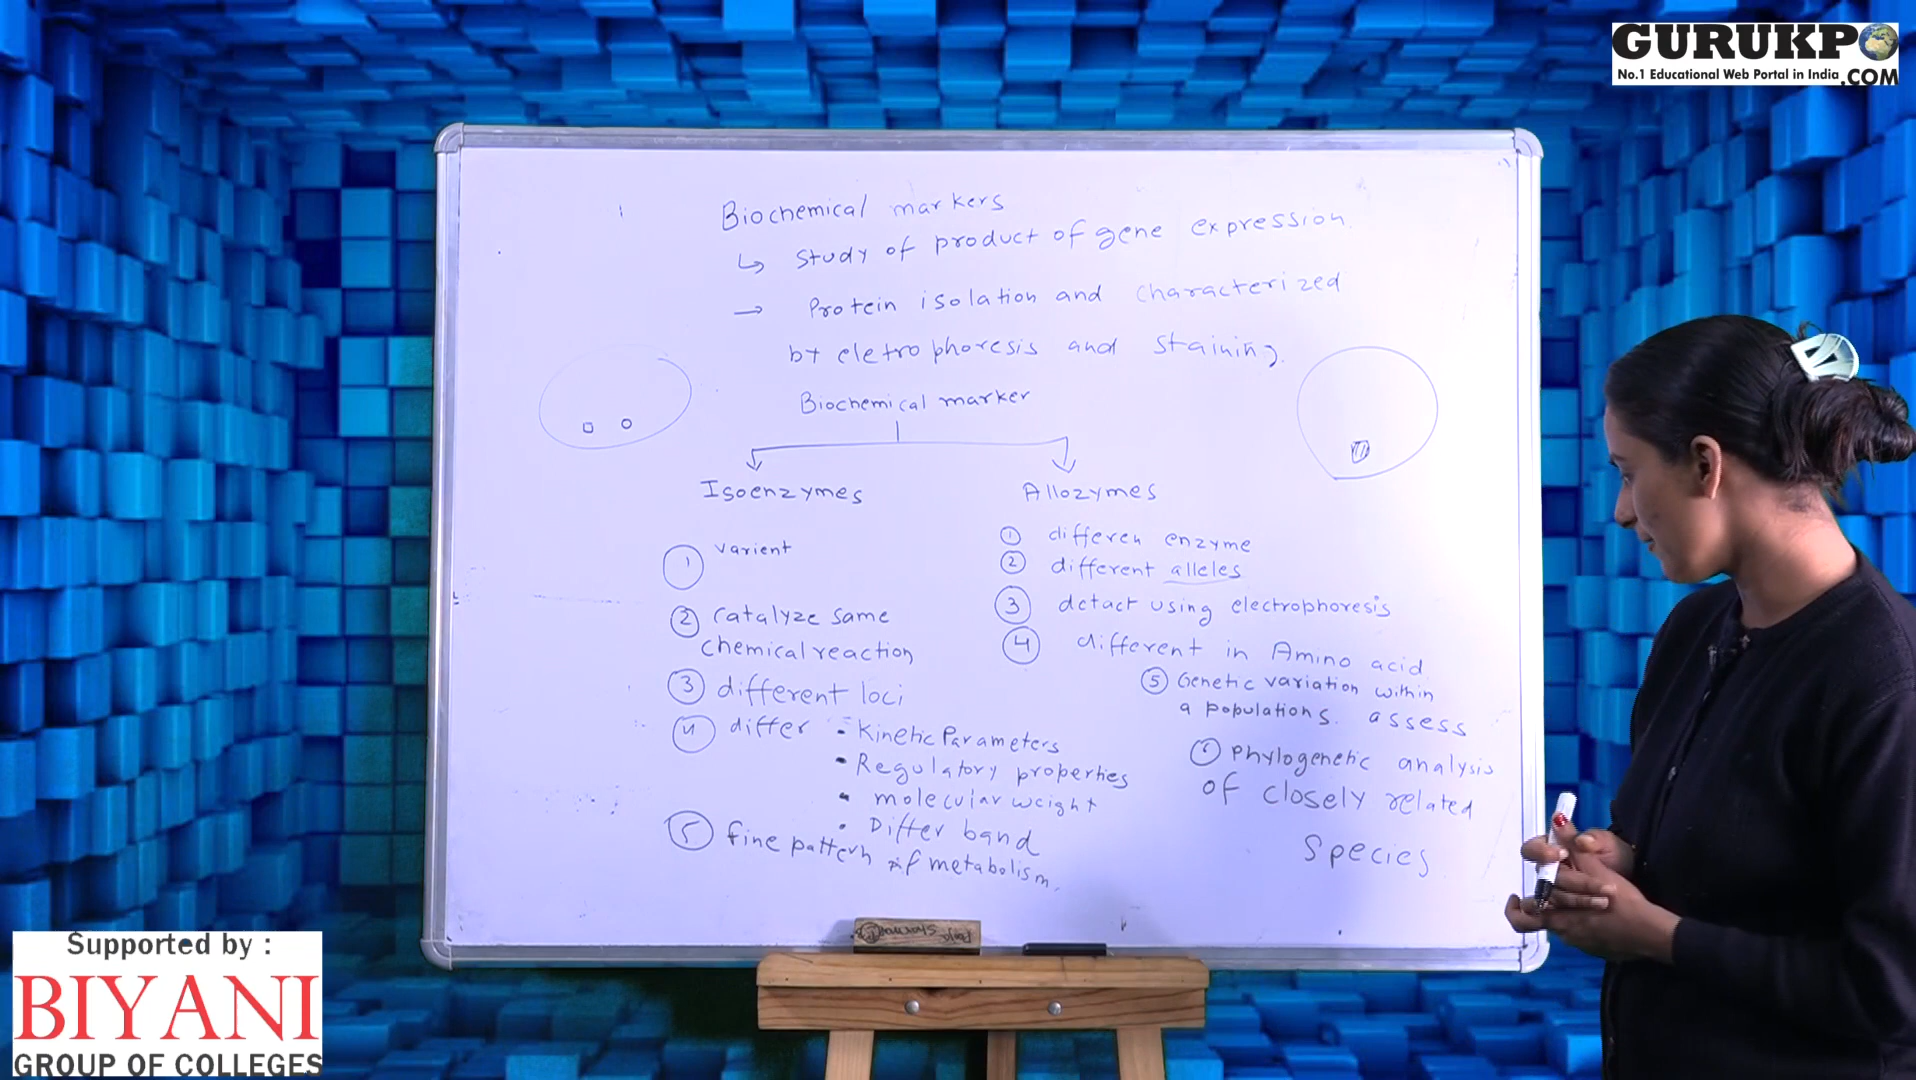 GURUKPO
No.1 Educational Web Portal in India
.COM
Biochemical markers
↳ Study of product of gene expression.
→ Protein isolation and characterized
by eletrophoresis and staining.
Biochemical marker
Isoenzymes
① varient
② catalyze same
chemical reaction
③ different loci
④ differ - Kinetic Parameters
- Regulatory properties
- molecular weight
· Differ band
⑤ fine pattern of metabolism.
Allozymes
① differen enzyme
② different alleles
③ detact using electrophoresis
④ different in Amino acid
⑤ Genetic variation within
a populations. assess
⑥ Phylogenetic analysis
of closely related
species
Supported by :
BIYANI
GROUP OF COLLEGES